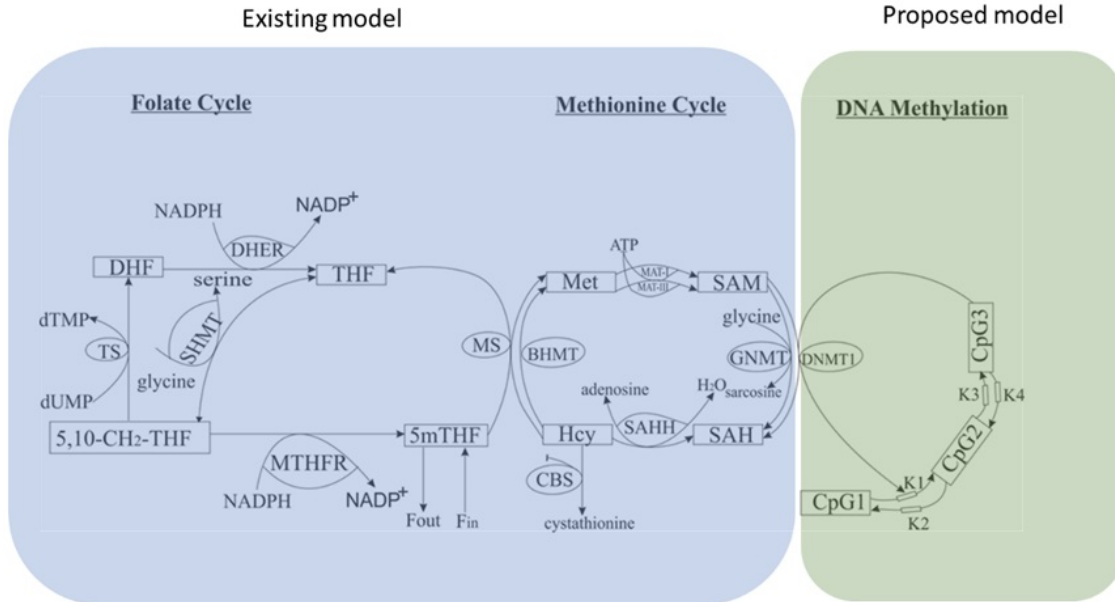 Existing model
Proposed model
Folate Cycle
Methionine Cycle
DNA Methylation
NADPH
NADP+
DHER
DHF
serine
THF
dTMP
TS
SHMT
glycine
dUMP
5,10-CH2-THF
MTHFR
NADPH
NADP+
5mTHF
Fout
Fin
MS
BHMT
ATP
Met
MAT-I
MAT-III
SAM
glycine
GNMT
DNMT1
adenosine
H2O
sarcosine
SAHH
Hcy
SAH
CBS
cystathionine
CpG3
K3
K4
CpG2
K1
CpG1
K2